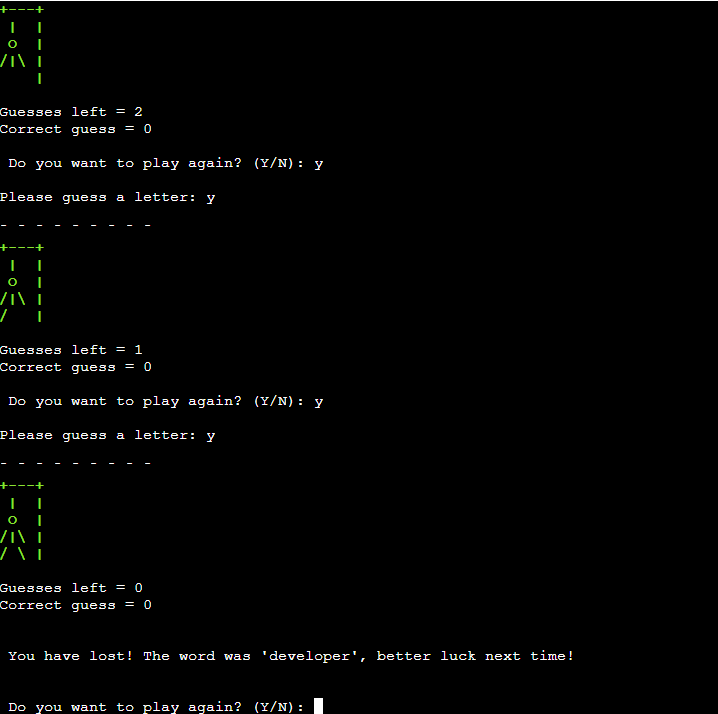 +---+
 |  |
 o  |
/|\ |
    |
Guesses left = 2
Correct guess = 0
 Do you want to play again? (Y/N): y
Please guess a letter: y
- - - - - - - - -
+---+
 |  |
 o  |
/|\ |
/   |
Guesses left = 1
Correct guess = 0
 Do you want to play again? (Y/N): y
Please guess a letter: y
- - - - - - - - -
+---+
 |  |
 o  |
/|\ |
/ \ |
Guesses left = 0
Correct guess = 0
 You have lost! The word was 'developer', better luck next time!
 Do you want to play again? (Y/N):